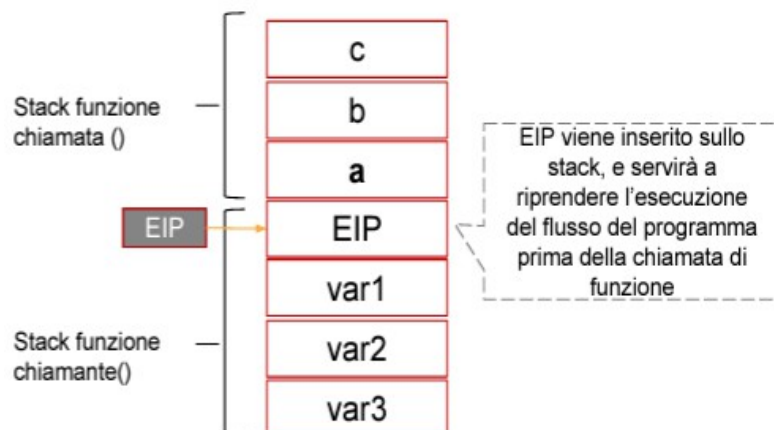 c
Stack funzione
chiamata ()
b
a
EIP viene inserito sullo
stack, e servirà a
riprendere l'esecuzione
del flusso del programma
prima della chiamata di
funzione
EIP
EIP
var1
Stack funzione
chiamante()
var2
var3